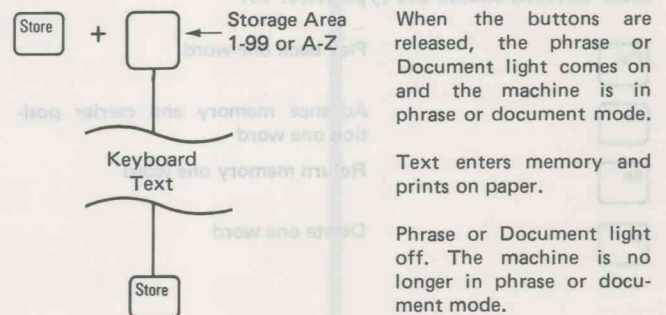 Store
+
Storage Area
1-99 or A-Z
When the buttons are
released, the phrase or
Document light comes on
and the machine is in
phrase or document mode.
Keyboard
Text
Text enters memory and
prints on paper.
Store
Phrase or Document light
off. The machine is no
longer in phrase or docu-
ment mode.
Play back one word
Advance memory and carrier posi-
tion one word
Return memory one word
Delete one word